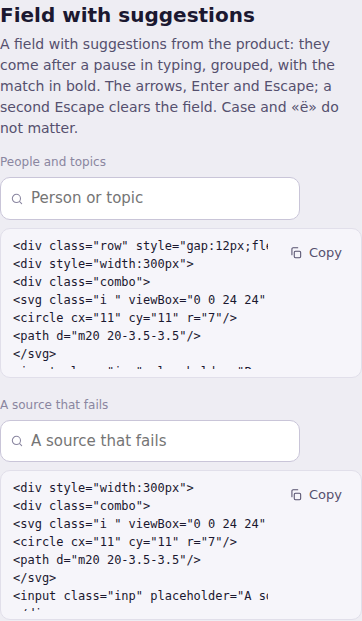 Field with suggestions
A field with suggestions from the product: they
come after a pause in typing, grouped, with the
match in bold. The arrows, Enter and Escape; a
second Escape clears the field. Case and «ё» do
not matter.
People and topics
Person or topic
<div class="row" style="gap:12px;fle
Copy
<div style="width:300px">
<div class="combo">
<svg class="i " viewBox="0 0 24 24"
<circle cx="11" cy="11" r="7"/>
<path d="m20 20-3.5-3.5"/>
</svg>
A source that fails
A source that fails
<div style="width:300px">
Copy
<div class="combo">
<svg class="i " viewBox="0 0 24 24"
<circle cx="11" cy="11" r="7"/>
<path d="m20 20-3.5-3.5"/>
</svg>
<input class="inp" placeholder="A so